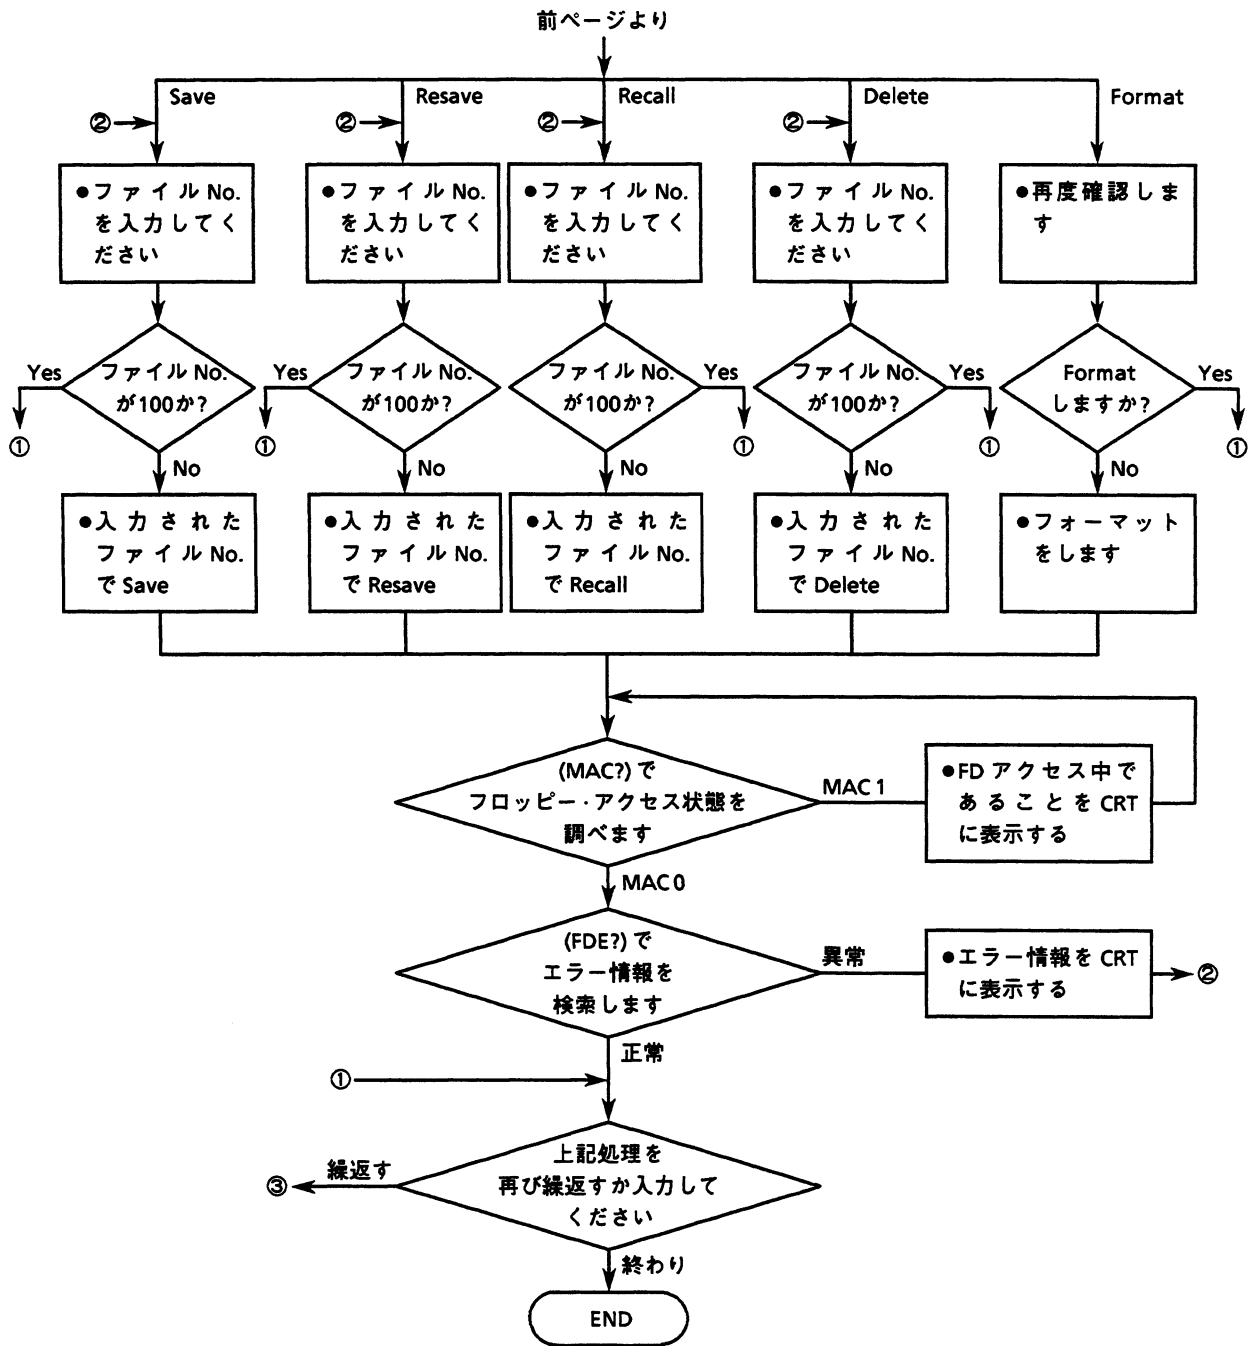 前ページより
Save
Resave
Recall
Delete
Format
②
②
②
②
●ファイル No.
を入力してく
ださい
●ファイル No.
を入力してく
ださい
●ファイル No.
を入力してく
ださい
●ファイル No.
を入力してく
ださい
●再度確認しま
す
Yes
ファイル No.
が100か?
①
No
Yes
ファイル No.
が100か?
①
No
ファイル No.
が100か?
Yes
①
No
ファイル No.
が100か?
Yes
①
No
Format
しますか?
Yes
①
No
●入力された
ファイル No.
で Save
●入力された
ファイル No.
で Resave
●入力された
ファイル No.
で Recall
●入力された
ファイル No.
で Delete
●フォーマット
をします
(MAC?) で
フロッピー・アクセス状態を
調べます
MAC 1
●FD アクセス中で
あることを CRT
に表示する
MAC 0
(FDE?) で
エラー情報を
検索します
異常
●エラー情報を CRT
に表示する
②
正常
①
上記処理を
再び繰返すか入力して
ください
繰返す
③
終わり
END